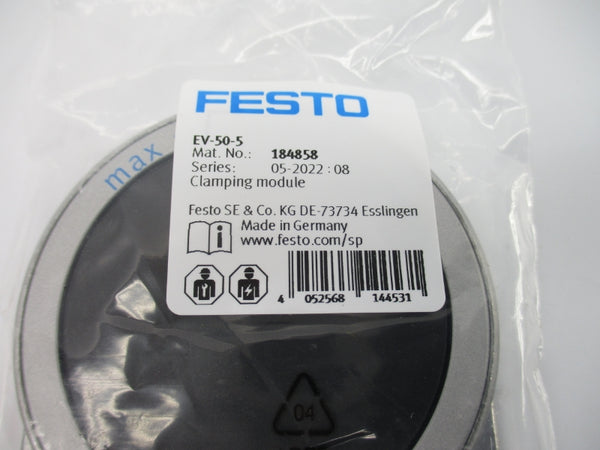 FESTO
EV-50-5
Mat. No.: 184858
Series: 05-2022 : 08
Clamping module
Festo SE & Co. KG DE-73734 Esslingen
Made in Germany
www.festo.com/sp
4 052568 144531
max
04